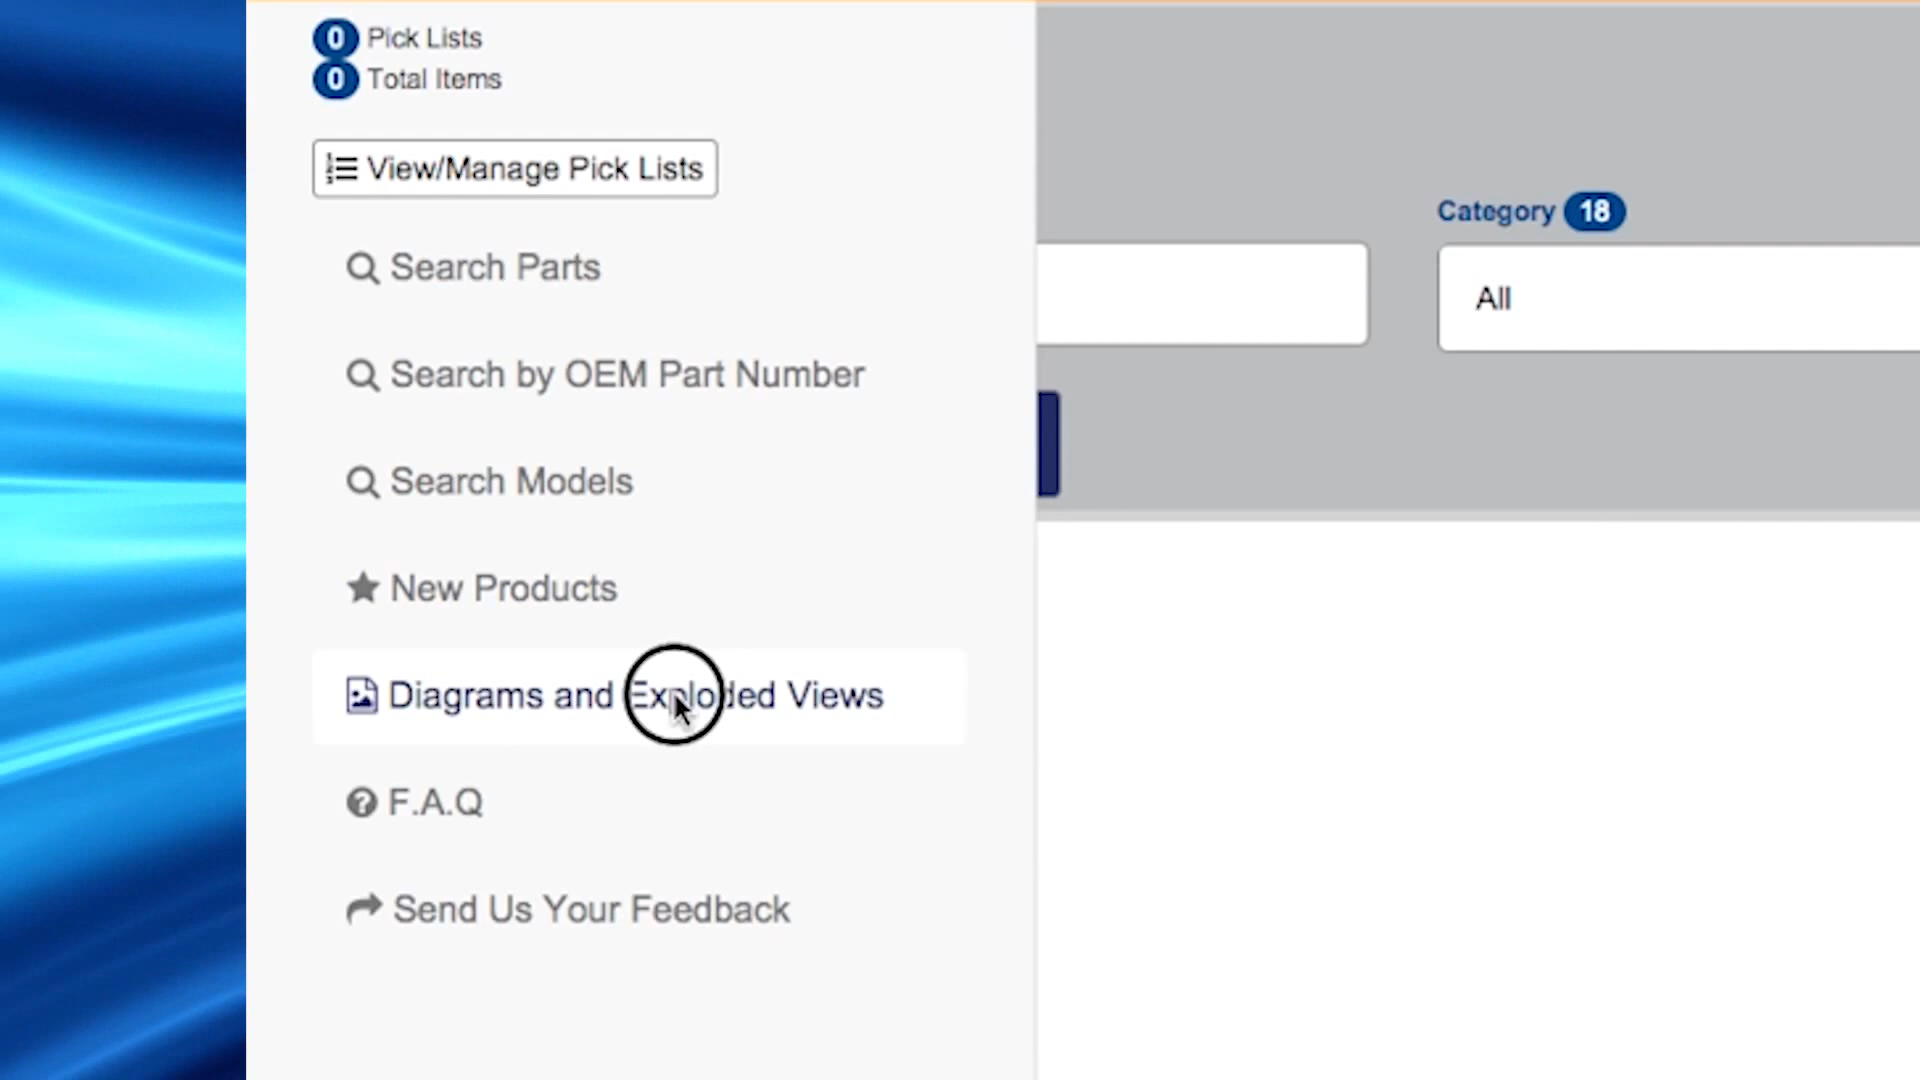 0 Pick Lists
0 Total Items
View/Manage Pick Lists
Search Parts
Search by OEM Part Number
Search Models
New Products
Diagrams and Exploded Views
F.A.Q
Send Us Your Feedback
Category 18
All